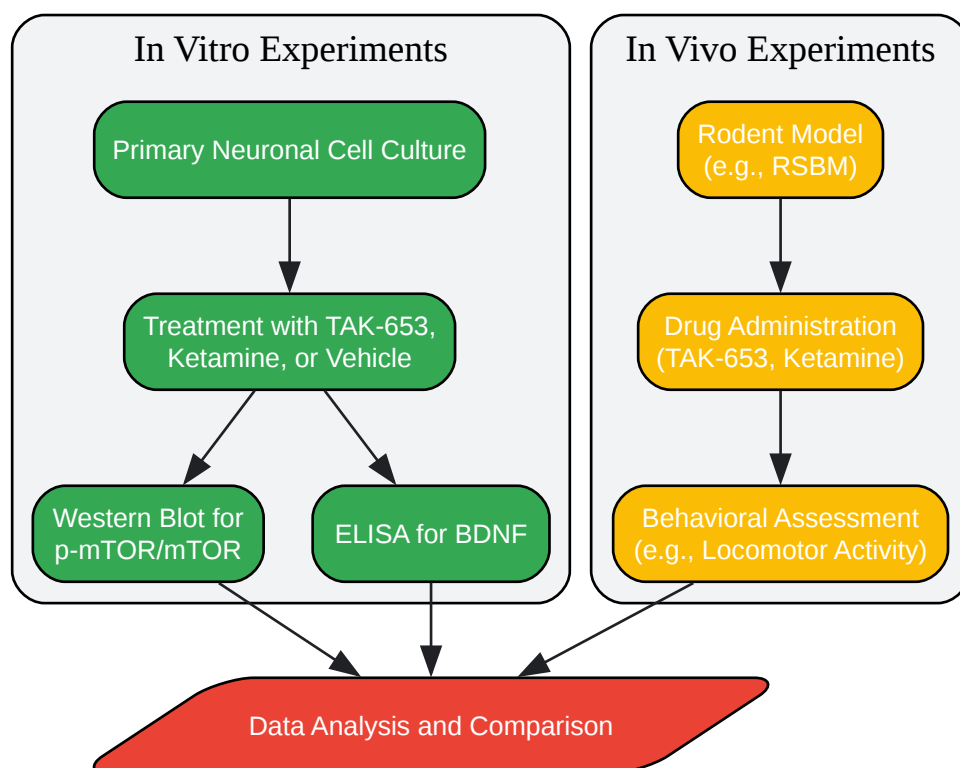 In Vitro Experiments
Primary Neuronal Cell Culture
Treatment with TAK-653,
Ketamine, or Vehicle
Western Blot for
p-mTOR/mTOR
ELISA for BDNF
In Vivo Experiments
Rodent Model
(e.g., RSBM)
Drug Administration
(TAK-653, Ketamine)
Behavioral Assessment
(e.g., Locomotor Activity)
Data Analysis and Comparison